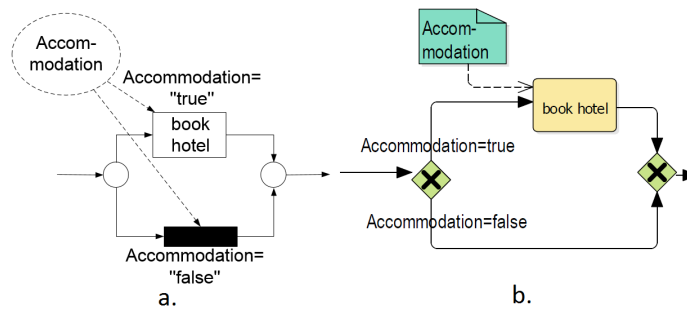 Accom-
modation
Accommodation=
"true"
book
hotel
Accommodation=
"false"
a.
Accom-
modation
book hotel
Accommodation=true
Accommodation=false
b.